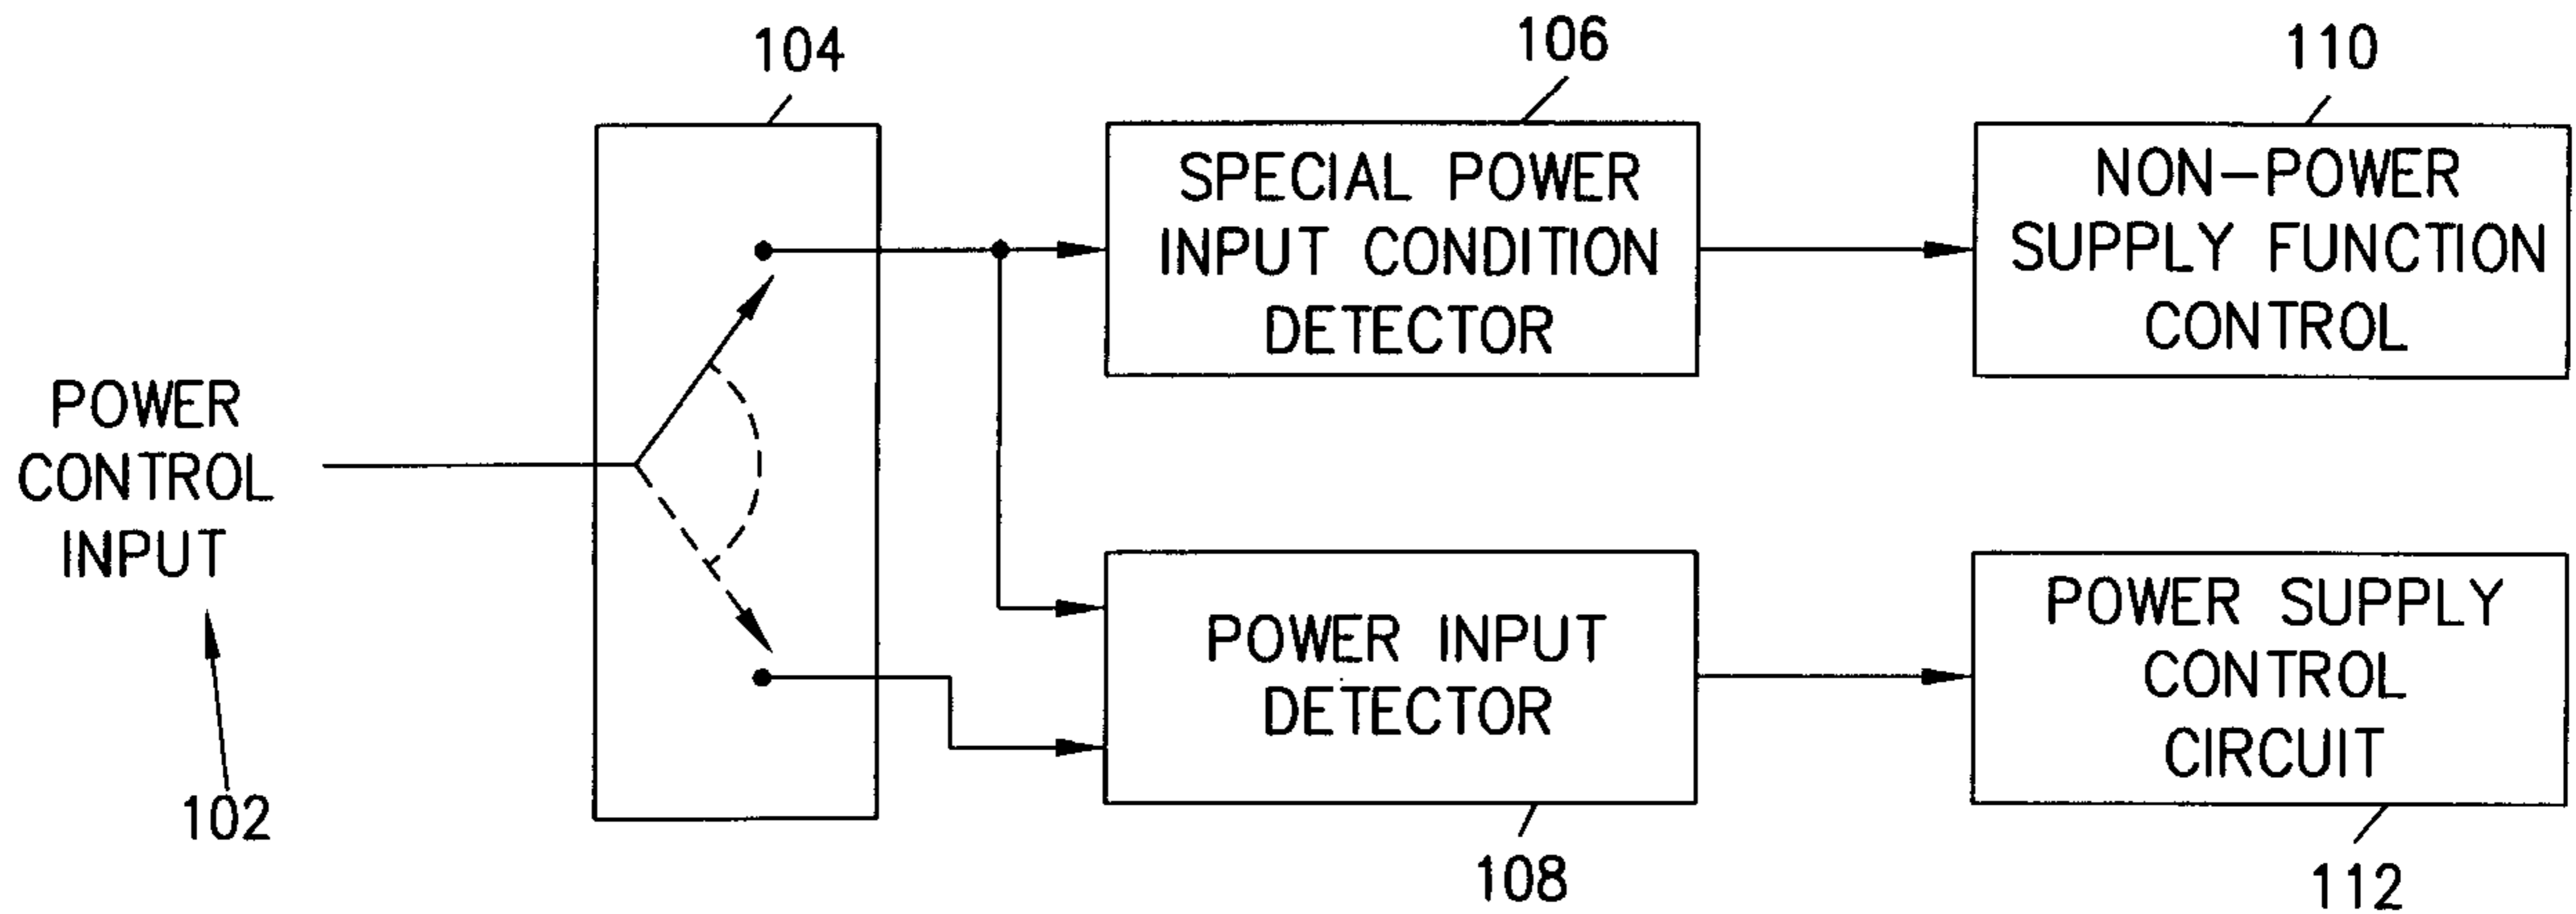 104
106
110
SPECIAL POWER
INPUT CONDITION
DETECTOR
NON-POWER
SUPPLY FUNCTION
CONTROL
POWER
CONTROL
INPUT
102
POWER INPUT
DETECTOR
108
POWER SUPPLY
CONTROL
CIRCUIT
112